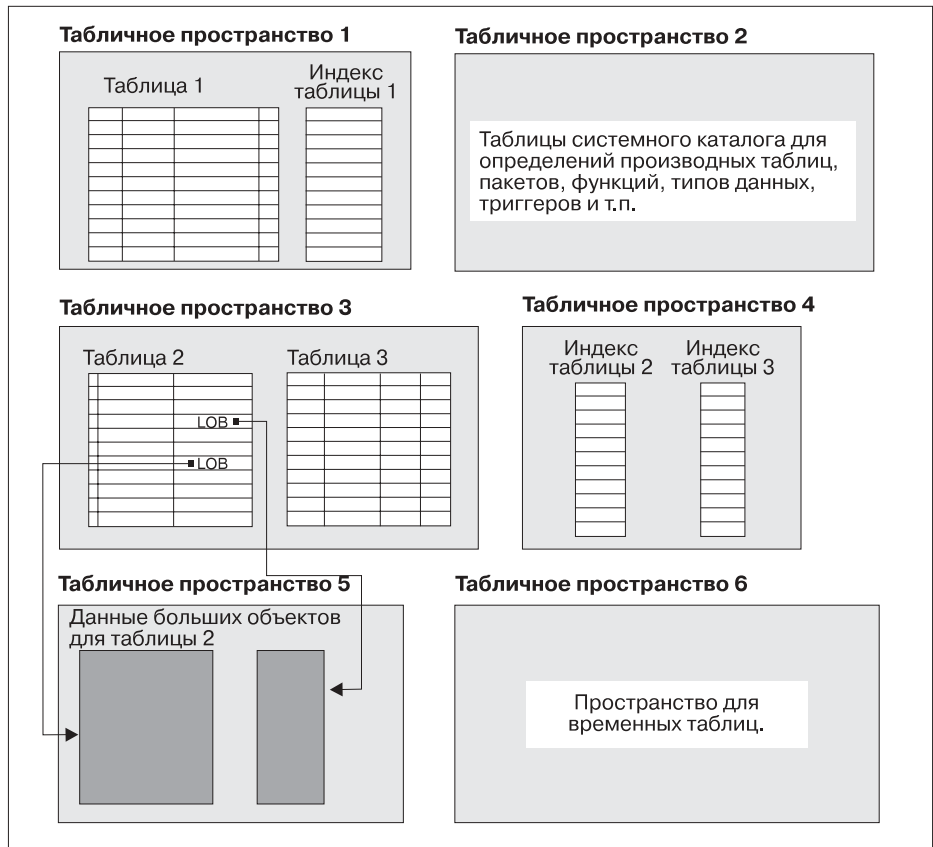 Табличное пространство 1
Таблица 1
Индекс
таблицы 1
Табличное пространство 2
Таблицы системного каталога для
определений производных таблиц,
пакетов, функций, типов данных,
триггеров и т.п.
Табличное пространство 3
Таблица 2
LOB
LOB
Таблица 3
Табличное пространство 4
Индекс
таблицы 2
Индекс
таблицы 3
Табличное пространство 5
Данные больших объектов
для таблицы 2
Табличное пространство 6
Пространство для
временных таблиц.